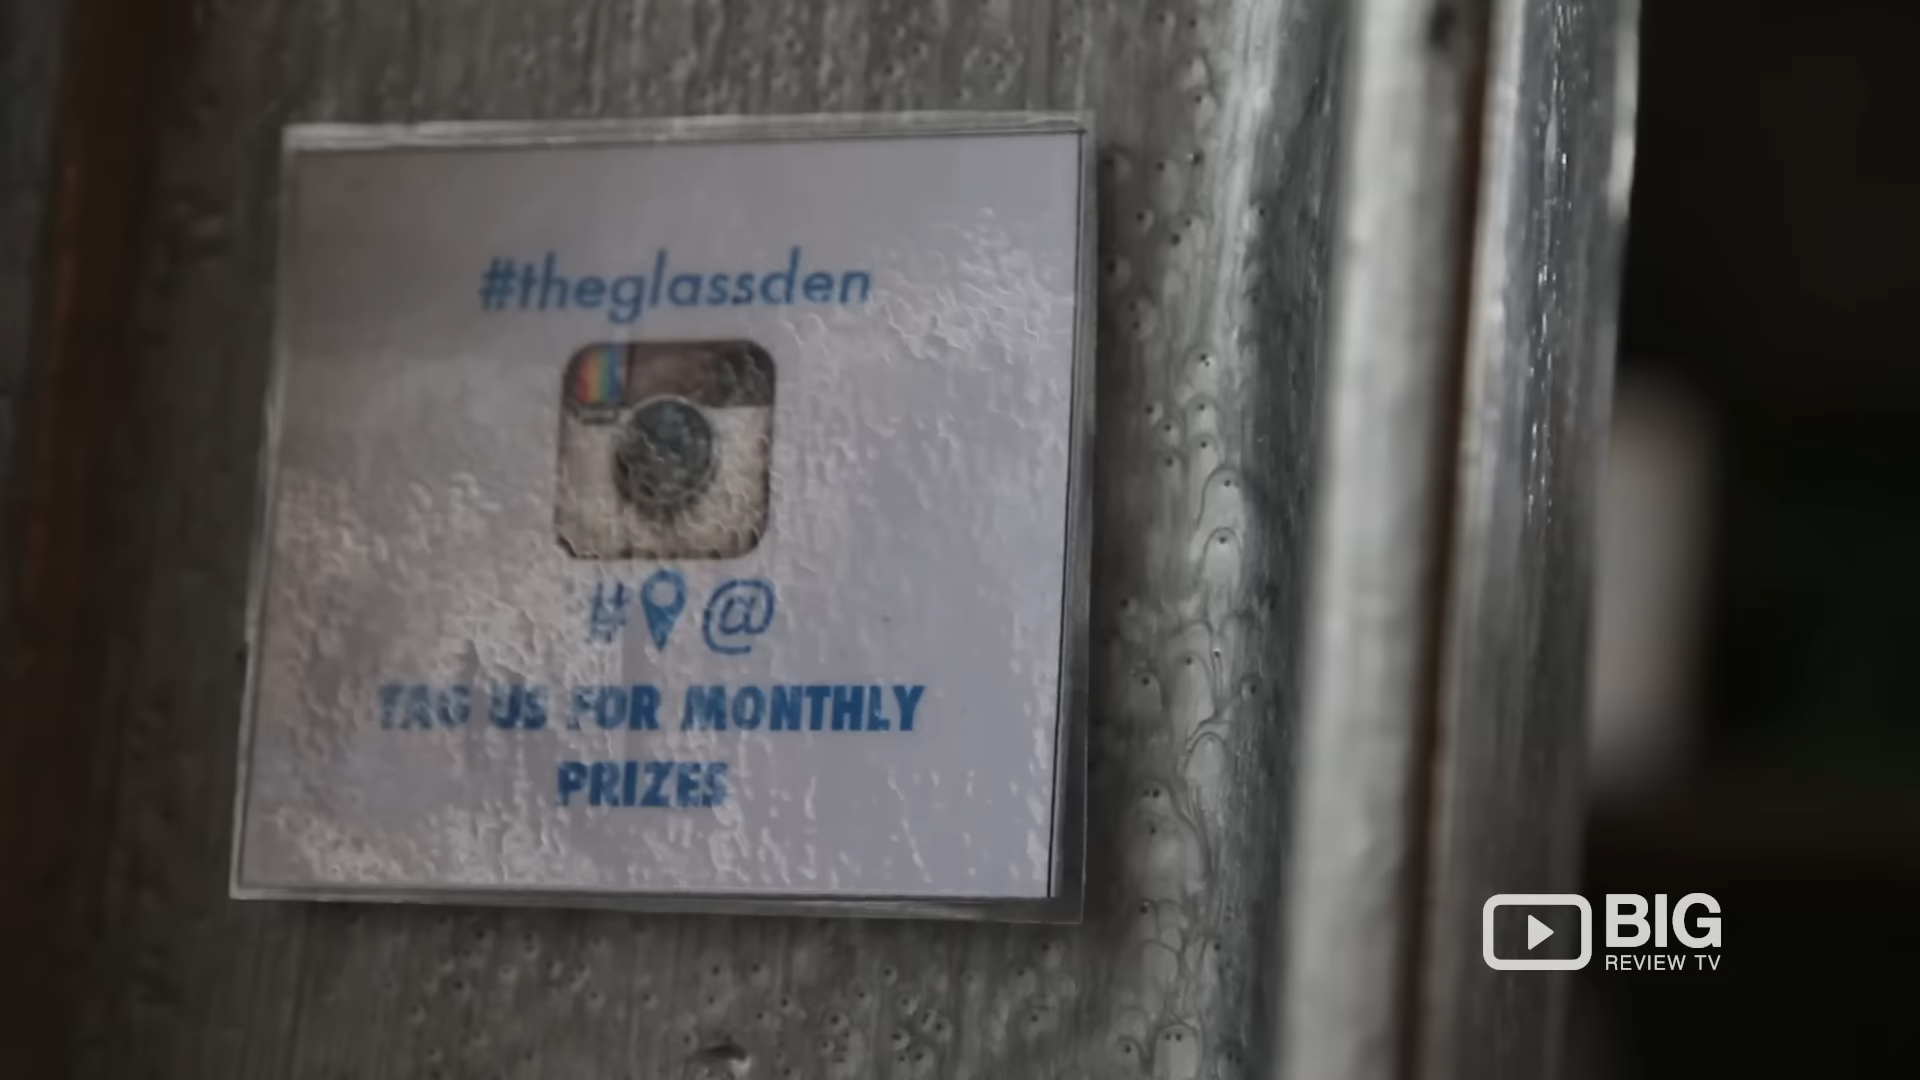 #theglassden
# @
TAG US FOR MONTHLY
PRIZES
BIG
REVIEW TV